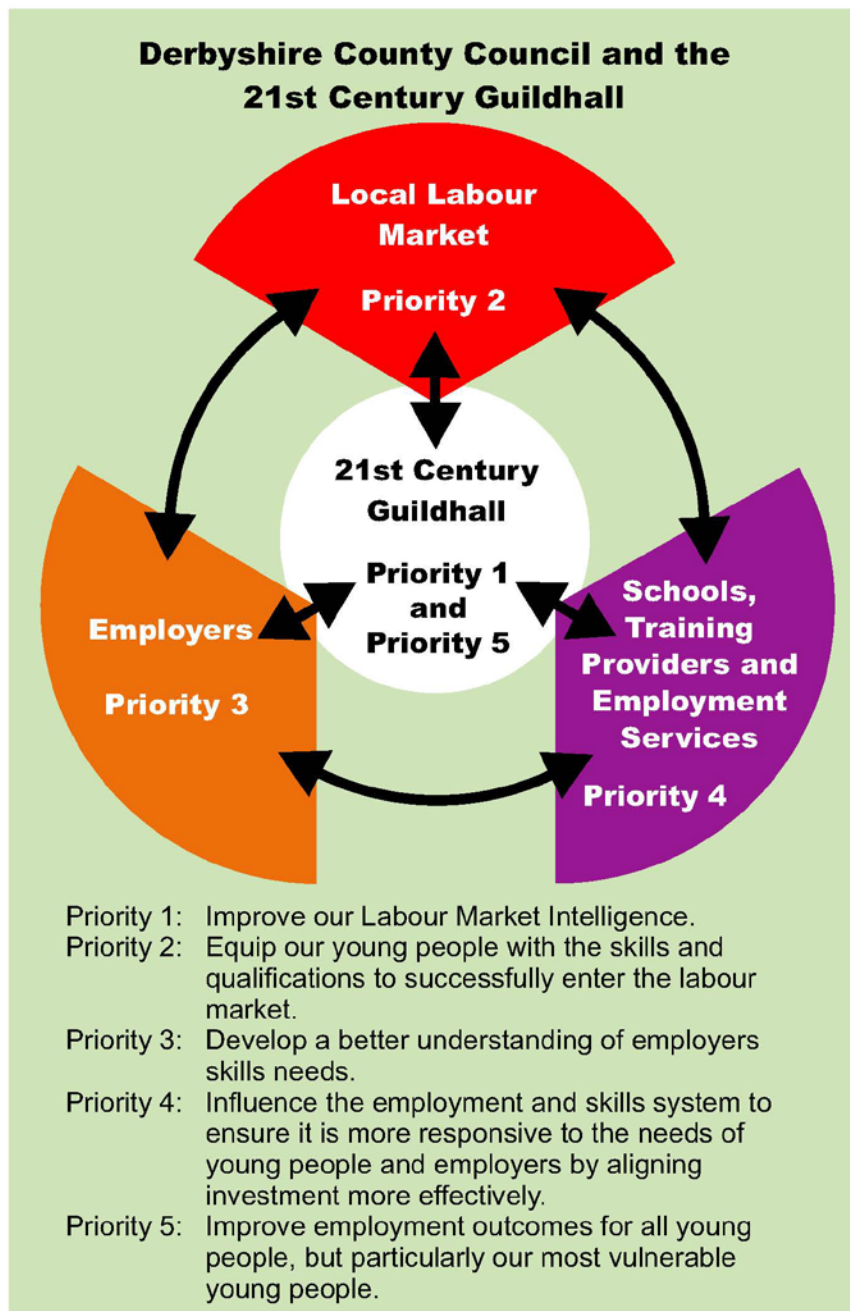 Derbyshire County Council and the
21st Century Guildhall
Local Labour
Market
Priority 2
21st Century
Guildhall
Priority 1
and
Priority 5
Employers
Priority 3
Schools,
Training
Providers and
Employment
Services
Priority 4
Priority 1: Improve our Labour Market Intelligence.
Priority 2: Equip our young people with the skills and
qualifications to successfully enter the labour
market.
Priority 3: Develop a better understanding of employers
skills needs.
Priority 4: Influence the employment and skills system to
ensure it is more responsive to the needs of
young people and employers by aligning
investment more effectively.
Priority 5: Improve employment outcomes for all young
people, but particularly our most vulnerable
young people.